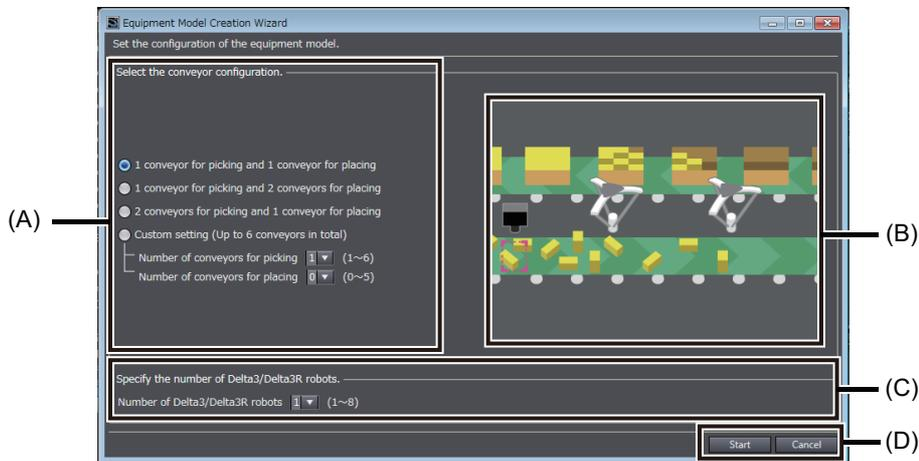 Equipment Model Creation Wizard
Set the configuration of the equipment model.
Select the conveyor configuration.
1 conveyor for picking and 1 conveyor for placing
1 conveyor for picking and 2 conveyors for placing
2 conveyors for picking and 1 conveyor for placing
Custom setting (Up to 6 conveyors in total)
Number of conveyors for picking 1 (1~6)
Number of conveyors for placing 0 (0~5)
(A)
(B)
Specify the number of Delta3/Delta3R robots.
Number of Delta3/Delta3R robots 1 (1~8)
(C)
Start Cancel
(D)